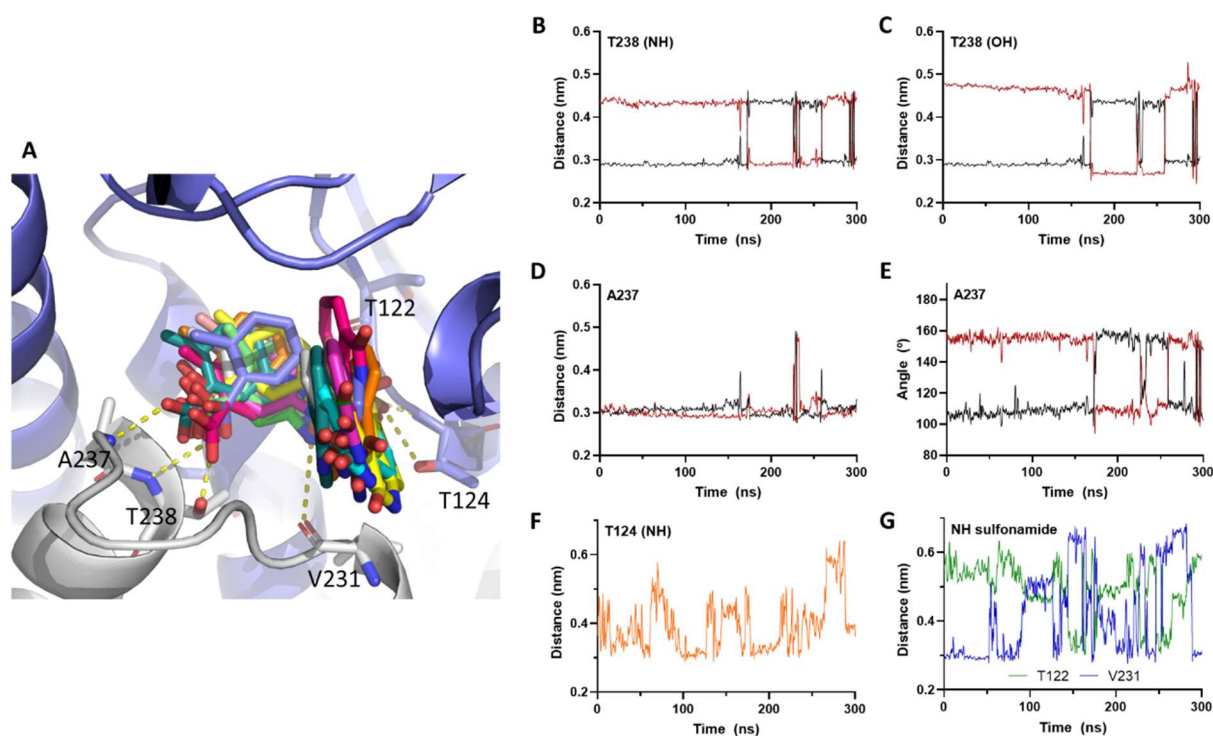 A
T122
A237
T124
T238
V231
B
T238 (NH)
0.6
0.5
0.4
0.3
0.2
Distance (nm)
0
100
200
300
Time (ns)
C
T238 (OH)
0.6
0.5
0.4
0.3
0.2
Distance (nm)
0
100
200
300
Time (ns)
D
A237
0.6
0.5
0.4
0.3
0.2
Distance (nm)
0
100
200
300
Time (ns)
E
A237
180
160
140
120
100
80
Angle (º)
0
100
200
300
Time (ns)
F
T124 (NH)
0.6
0.4
0.2
Distance (nm)
0
100
200
300
Time (ns)
G
NH sulfonamide
0.6
0.4
0.2
Distance (nm)
T122
V231
0
100
200
300
Time (ns)